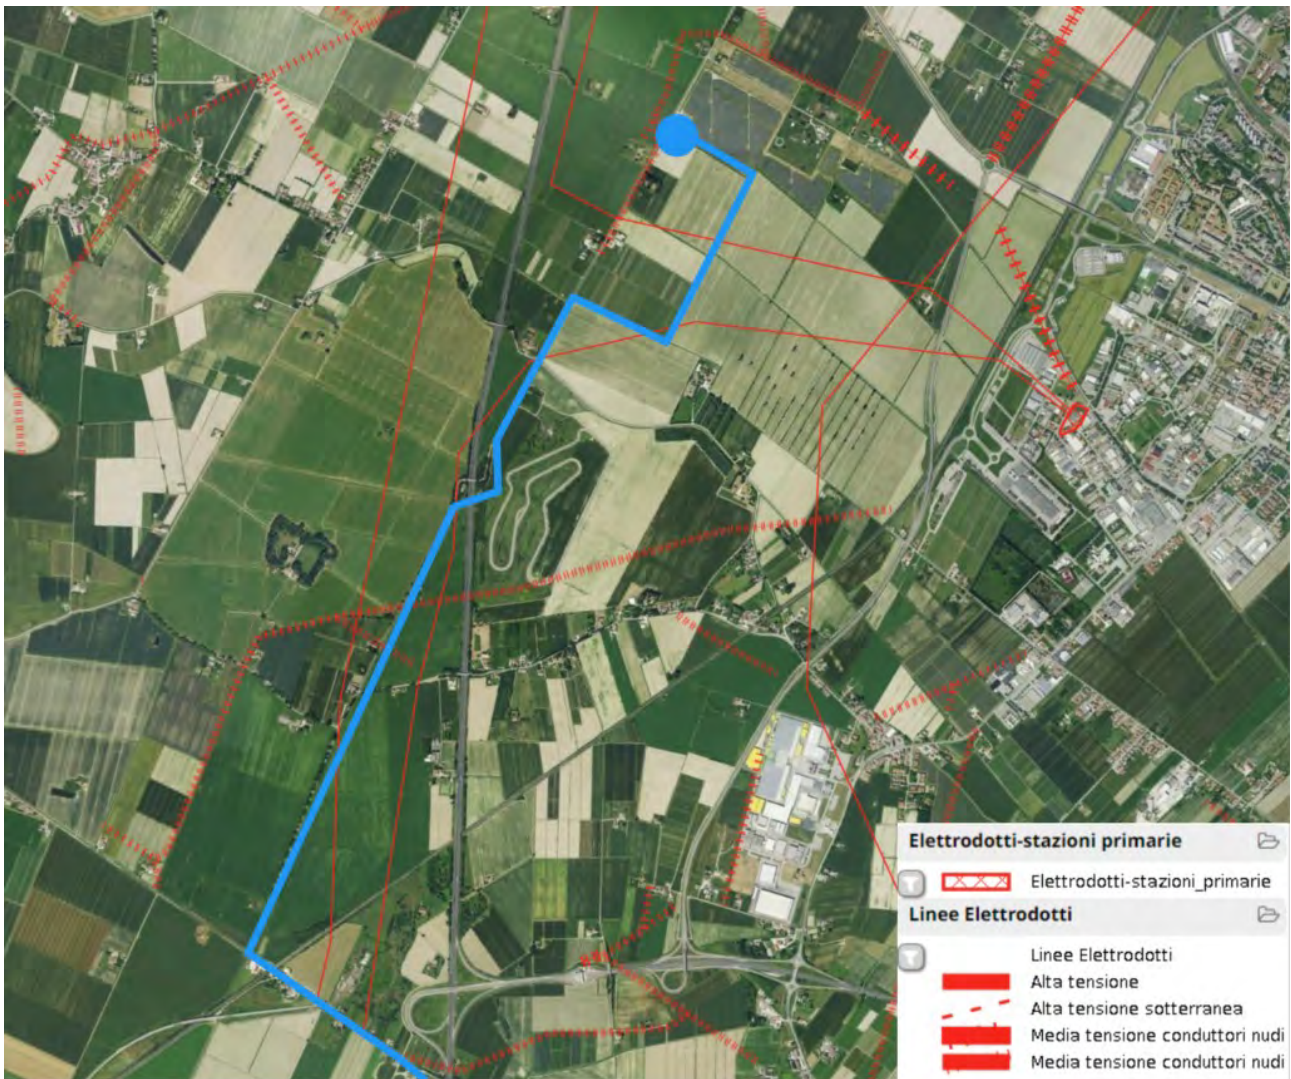 Elettrodotti-stazioni primarie
Elettrodotti-stazioni_primarie
Linee Elettrodotti
Linee Elettrodotti
Alta tensione
Alta tensione sotterranea
Media tensione conduttori nudi
Media tensione conduttori nudi